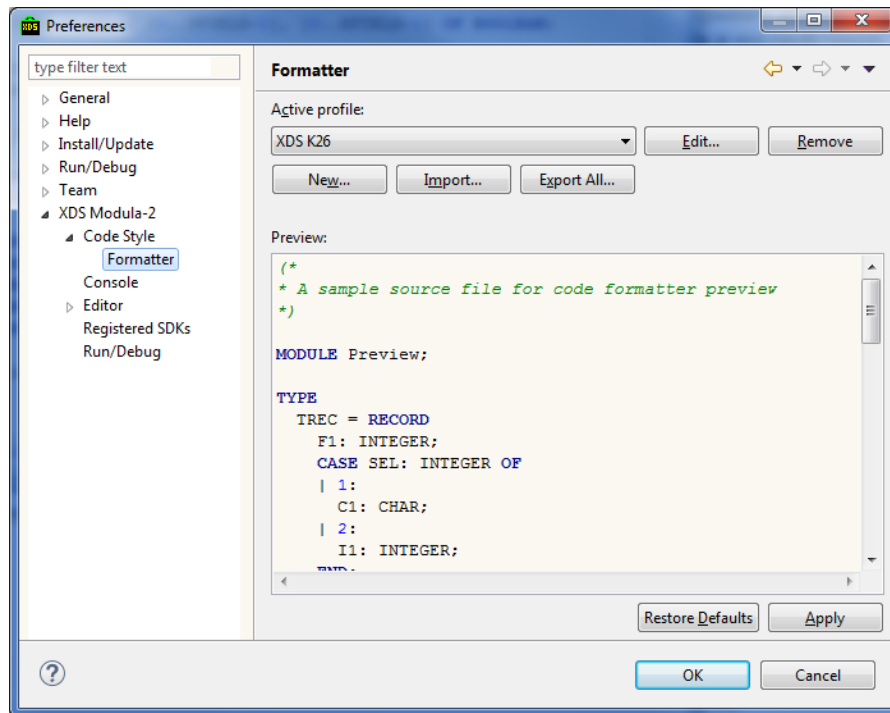 XDS Preferences
type filter text
General
Help
Install/Update
Run/Debug
Team
XDS Modula-2
Code Style
Formatter
Console
Editor
Registered SDKs
Run/Debug
Formatter
Active profile:
XDS K26
Edit...
Remove
New...
Import...
Export All...
Preview:
(*
* A sample source file for code formatter preview
*)
MODULE Preview;
TYPE
TREC = RECORD
F1: INTEGER;
CASE SEL: INTEGER OF
| 1:
C1: CHAR;
| 2:
I1: INTEGER;
END;
Restore Defaults
Apply
?
OK
Cancel